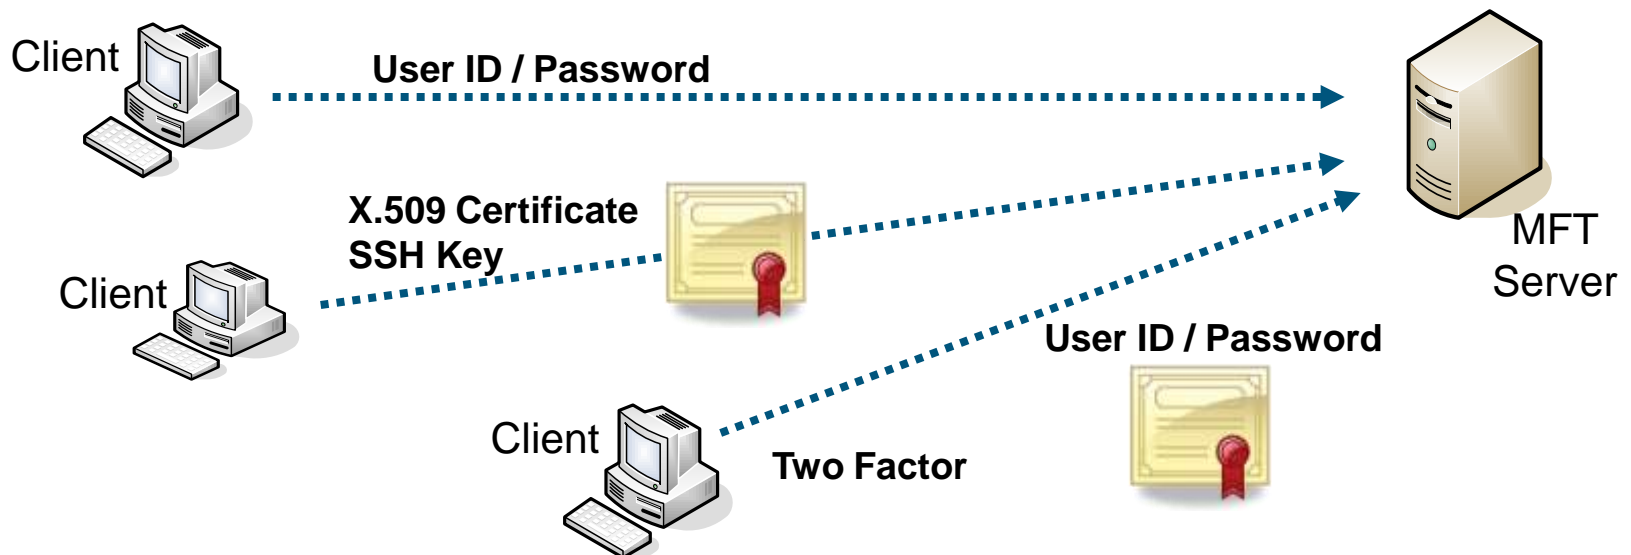 Client
User ID / Password
X.509 Certificate
SSH Key
MFT
Server
Client
User ID / Password
Client
Two Factor